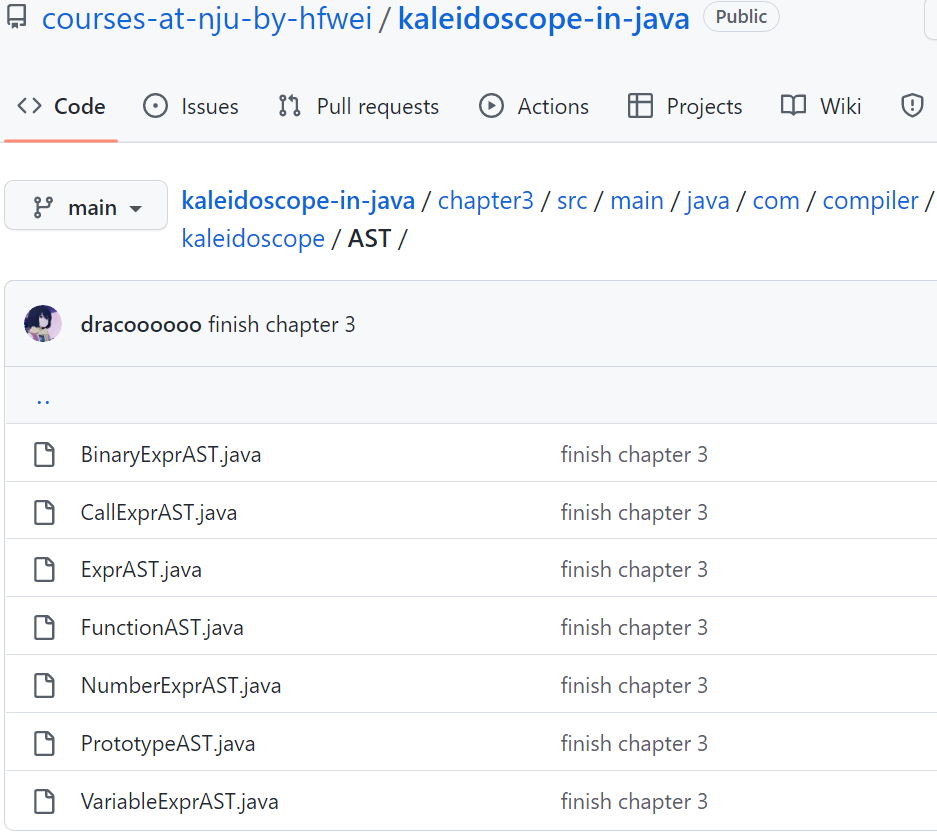 courses-at-nju-by-hfwei / kaleidoscope-in-java Public
Code Issues Pull requests Actions Projects Wiki
main kaleidoscope-in-java / chapter3 / src / main / java / com / compiler /
kaleidoscope / AST /
dracoooooo finish chapter 3
..
BinaryExprAST.java finish chapter 3
CallExprAST.java finish chapter 3
ExprAST.java finish chapter 3
FunctionAST.java finish chapter 3
NumberExprAST.java finish chapter 3
PrototypeAST.java finish chapter 3
VariableExprAST.java finish chapter 3